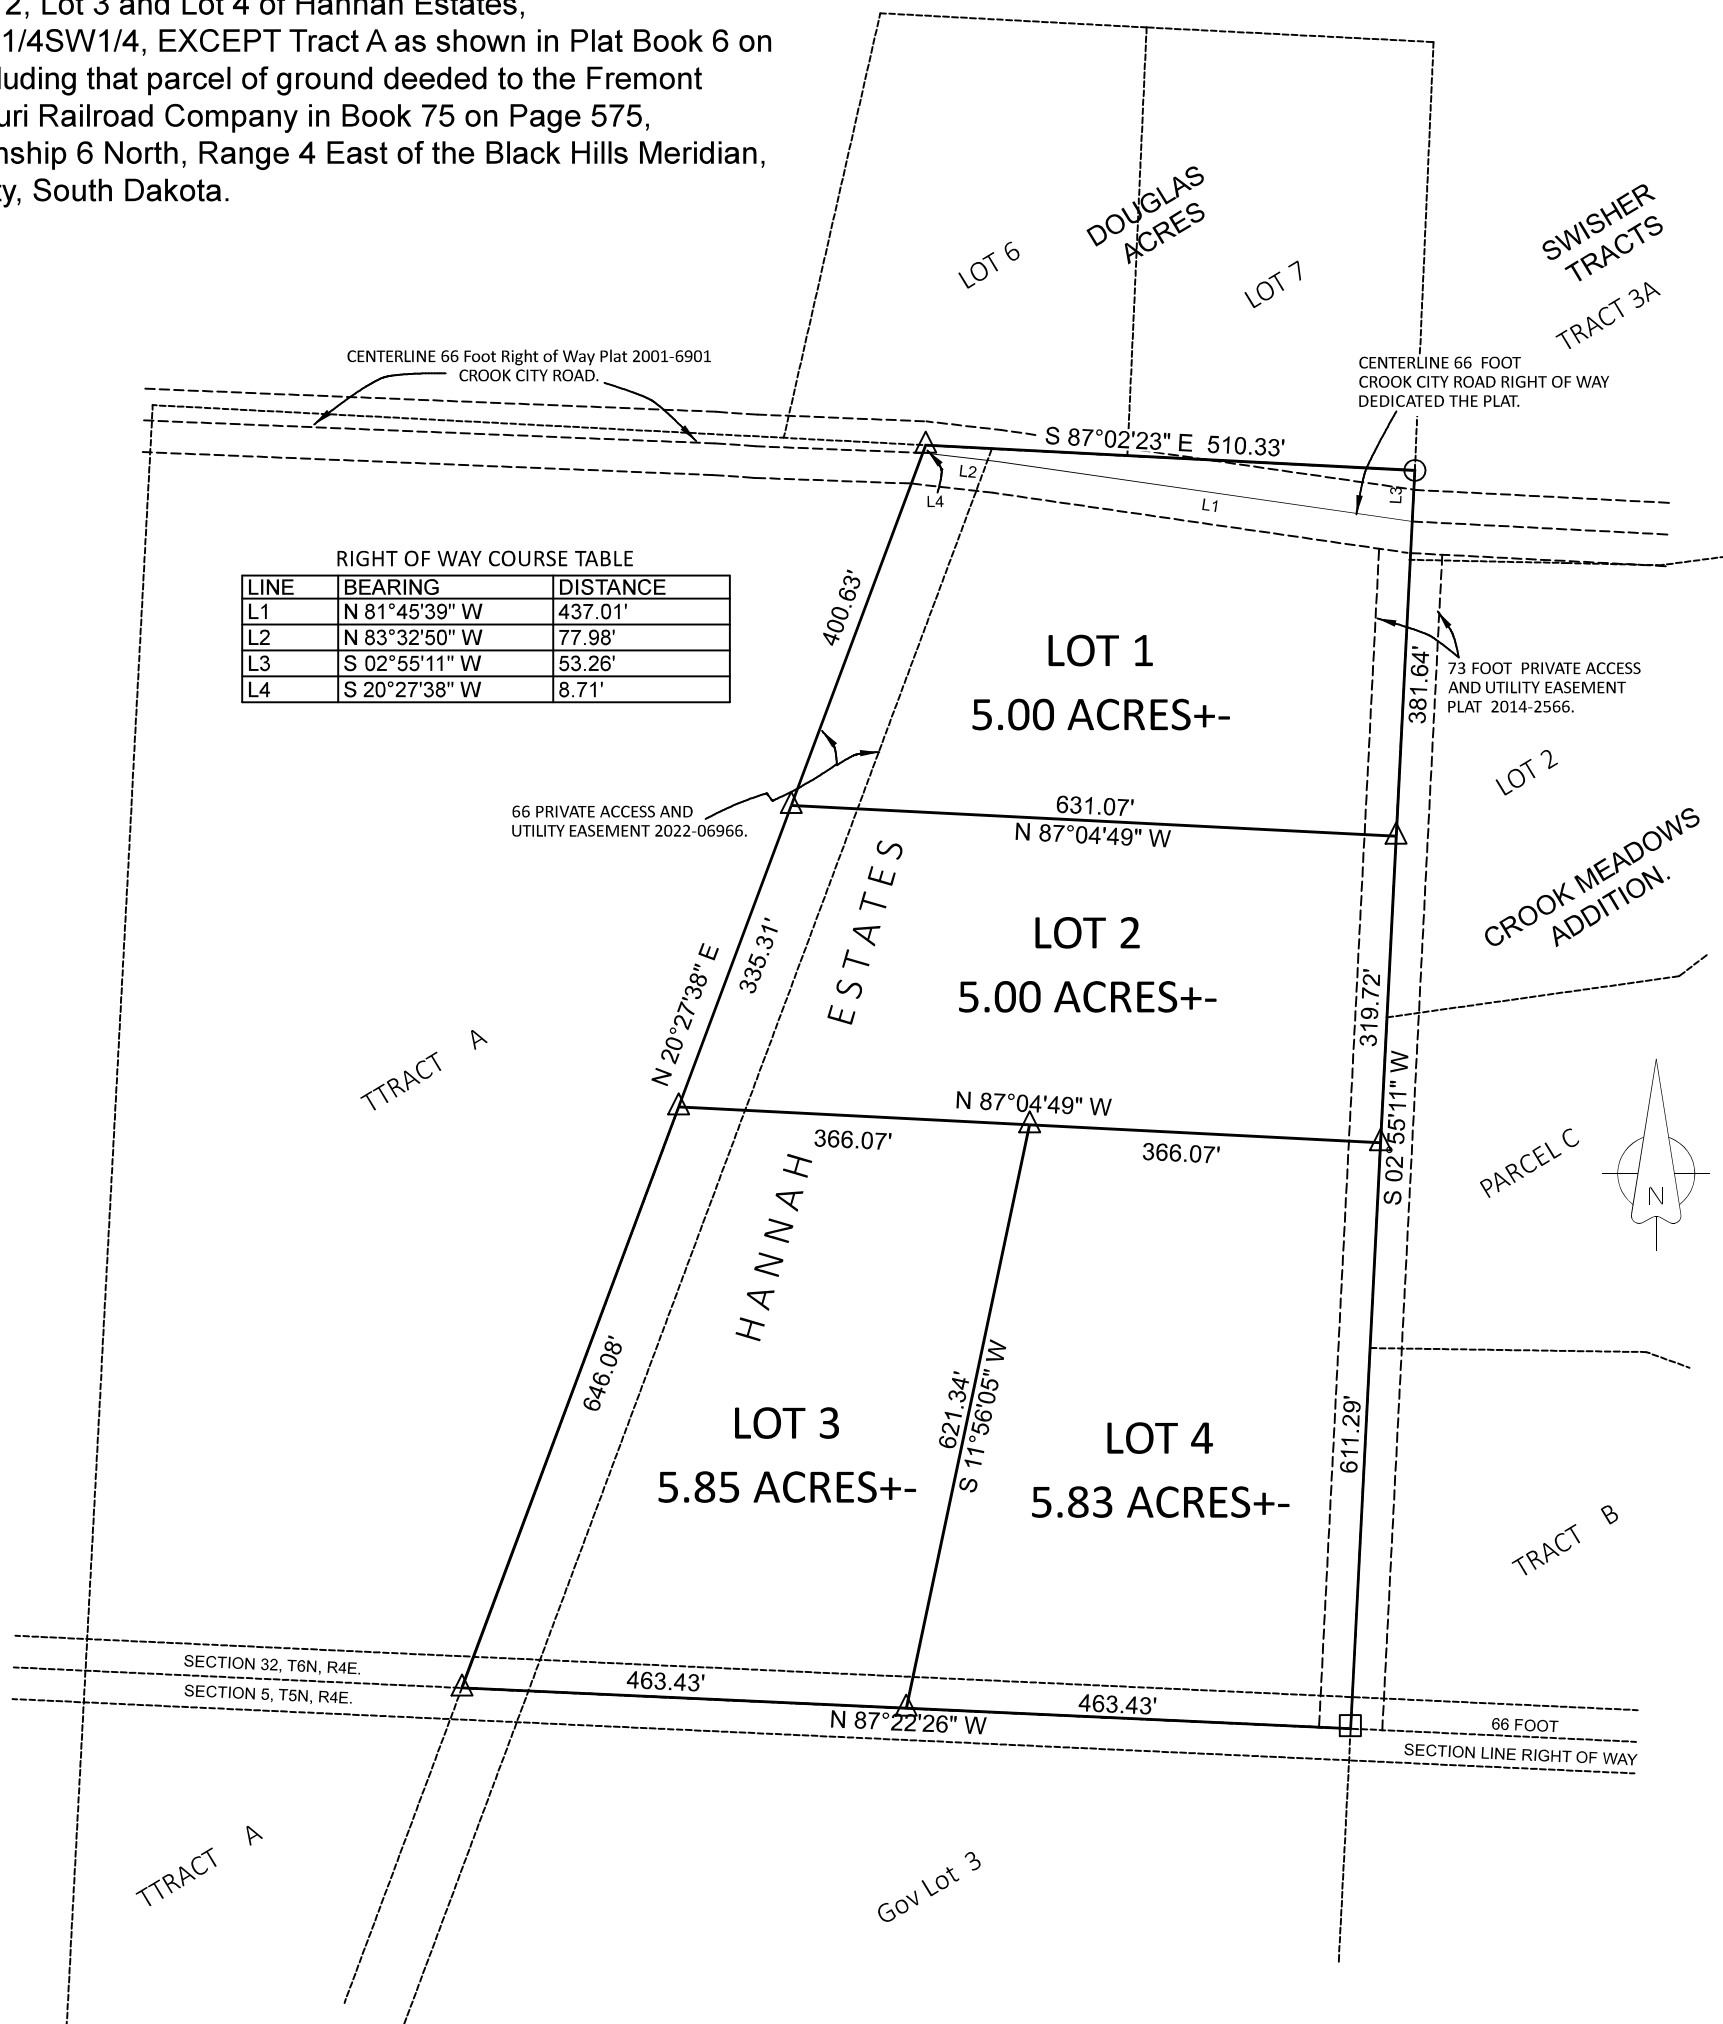 2, Lot 3 and Lot 4 of Hannah Estates,
1/4SW1/4, EXCEPT Tract A as shown in Plat Book 6 on
luding that parcel of ground deeded to the Fremont
uri Railroad Company in Book 75 on Page 575,
nship 6 North, Range 4 East of the Black Hills Meridian,
ty, South Dakota.
DOUGLAS
ACRES
LOT 6
LOT 7
SWISHER
TRACTS
TRACT 3A
CENTERLINE 66 Foot Right of Way Plat 2001-6901
CROOK CITY ROAD.
CENTERLINE 66 FOOT
CROOK CITY ROAD RIGHT OF WAY
DEDICATED THE PLAT.
S 87°02'23" E 510.33'
L2
L4
L1
L3
RIGHT OF WAY COURSE TABLE
LINE BEARING DISTANCE
L1 N 81°45'39" W 437.01'
L2 N 83°32'50" W 77.98'
L3 S 02°55'11" W 53.26'
L4 S 20°27'38" W 8.71'
400.63'
LOT 1
5.00 ACRES+-
381.64'
73 FOOT PRIVATE ACCESS
AND UTILITY EASEMENT
PLAT 2014-2566.
LOT 2
66 PRIVATE ACCESS AND
UTILITY EASEMENT 2022-06966.
631.07'
N 87°04'49" W
CROOK MEADOWS
ADDITION.
ESTATES
LOT 2
5.00 ACRES+-
335.31'
N 20°27'38" E
319.72'
TTRACT A
N 87°04'49" W
366.07'
366.07'
S 02°55'11" W
PARCEL C
N
HANNAH
646.08'
621.34'
S 11°56'05" W
611.29'
LOT 3
5.85 ACRES+-
LOT 4
5.83 ACRES+-
TRACT B
SECTION 32, T6N, R4E.
SECTION 5, T5N, R4E.
463.43'
463.43'
N 87°22'26" W
66 FOOT
SECTION LINE RIGHT OF WAY
TTRACT A
Gov Lot 3